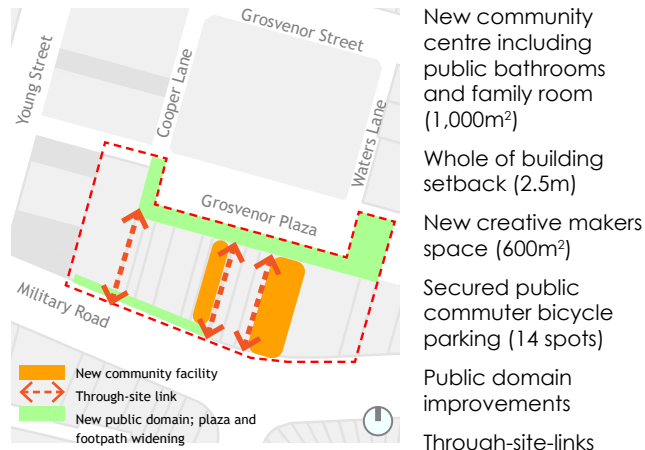 Grosvenor Street
Young Street
Cooper Lane
Waters Lane
Grosvenor Plaza
Military Road
New community facility
Through-site link
New public domain; plaza and
footpath widening
New community
centre including
public bathrooms
and family room
(1,000m²)
Whole of building
setback (2.5m)
New creative makers
space (600m²)
Secured public
commuter bicycle
parking (14 spots)
Public domain
improvements
Through-site-links